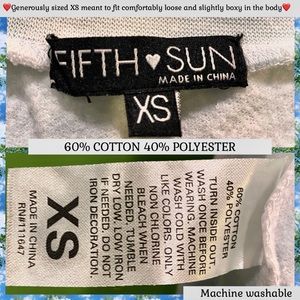 ❤️Generously sized XS meant to fit comfortably loose and slightly boxy in the body❤️
FIFTH ♥ SUN
MADE IN CHINA
XS
60% COTTON 40% POLYESTER
60% COTTON
40% POLYESTER
TURN INSIDE OUT,
WASH ONCE BEFORE
WEARING, MACHINE
WASH COLD WITH
LIKE COLORS, ONLY
NON CHLORINE
BLEACH WHEN
NEEDED, TUMBLE
DRY LOW, LOW IRON
IF NEEDED, DO NOT
IRON DECORATION.
XS
MADE IN CHINA
RN#111647
Machine washable